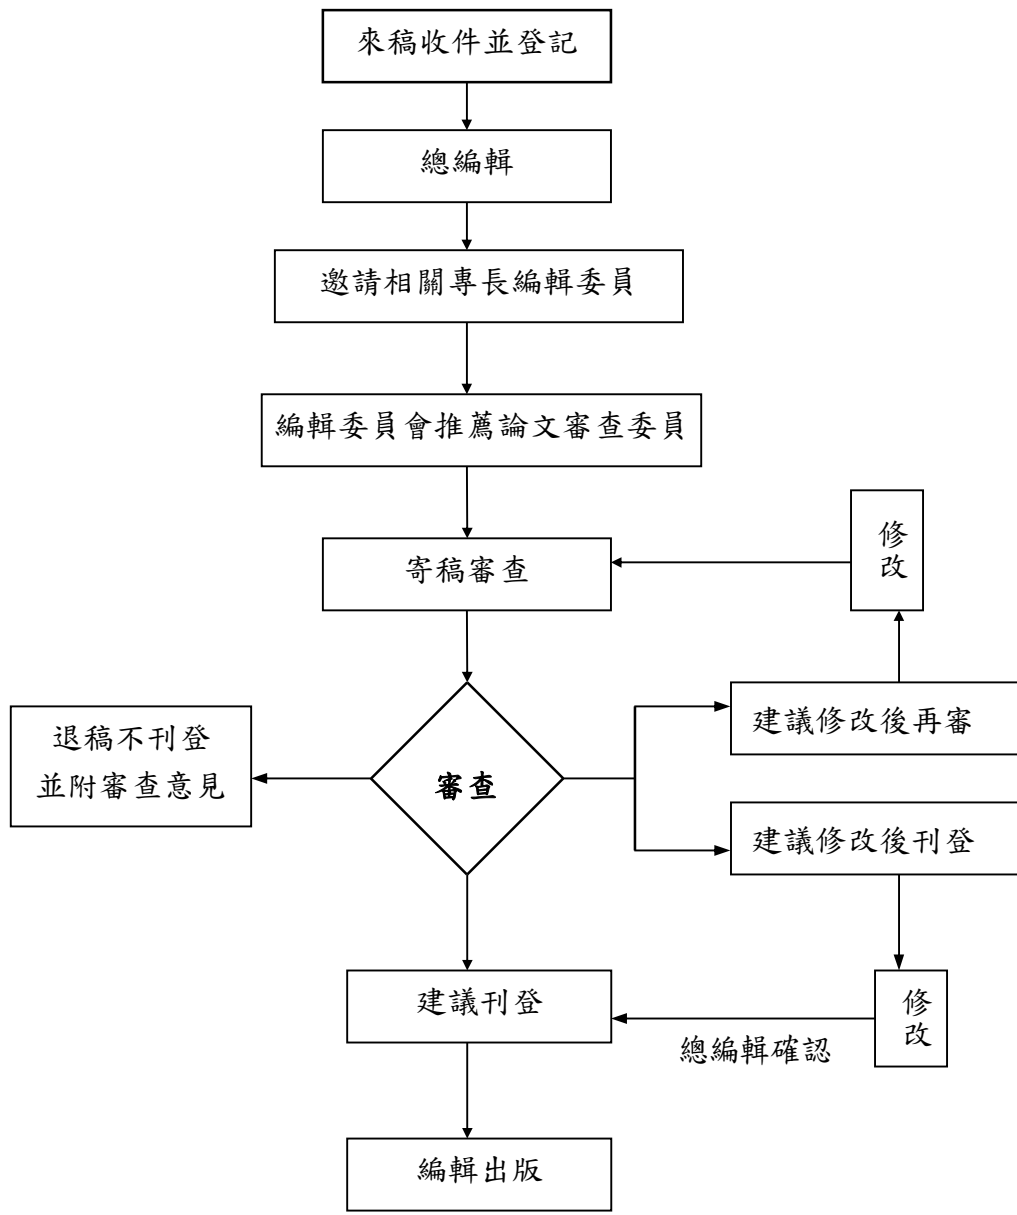 來稿收件並登記
總編輯
邀請相關專長編輯委員
編輯委員會推薦論文審查委員
寄稿審查
修
改
建議修改後再審
退稿不刊登
並附審查意見
審查
建議修改後刊登
建議刊登
修
改
總編輯確認
編輯出版